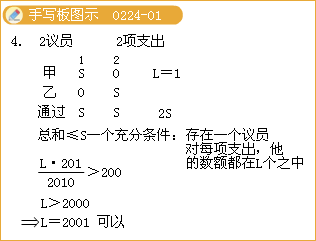 手写板图示 0224-01
4. 2议员 2项支出
1 2
甲 S 0 L=1
乙 0 S
通过 S S 2S
总和≤S一个充分条件：存在一个议员
对每项支出，他
的数额都在L个之中
L·201
2010
>200
L>2000
⇒L=2001 可以